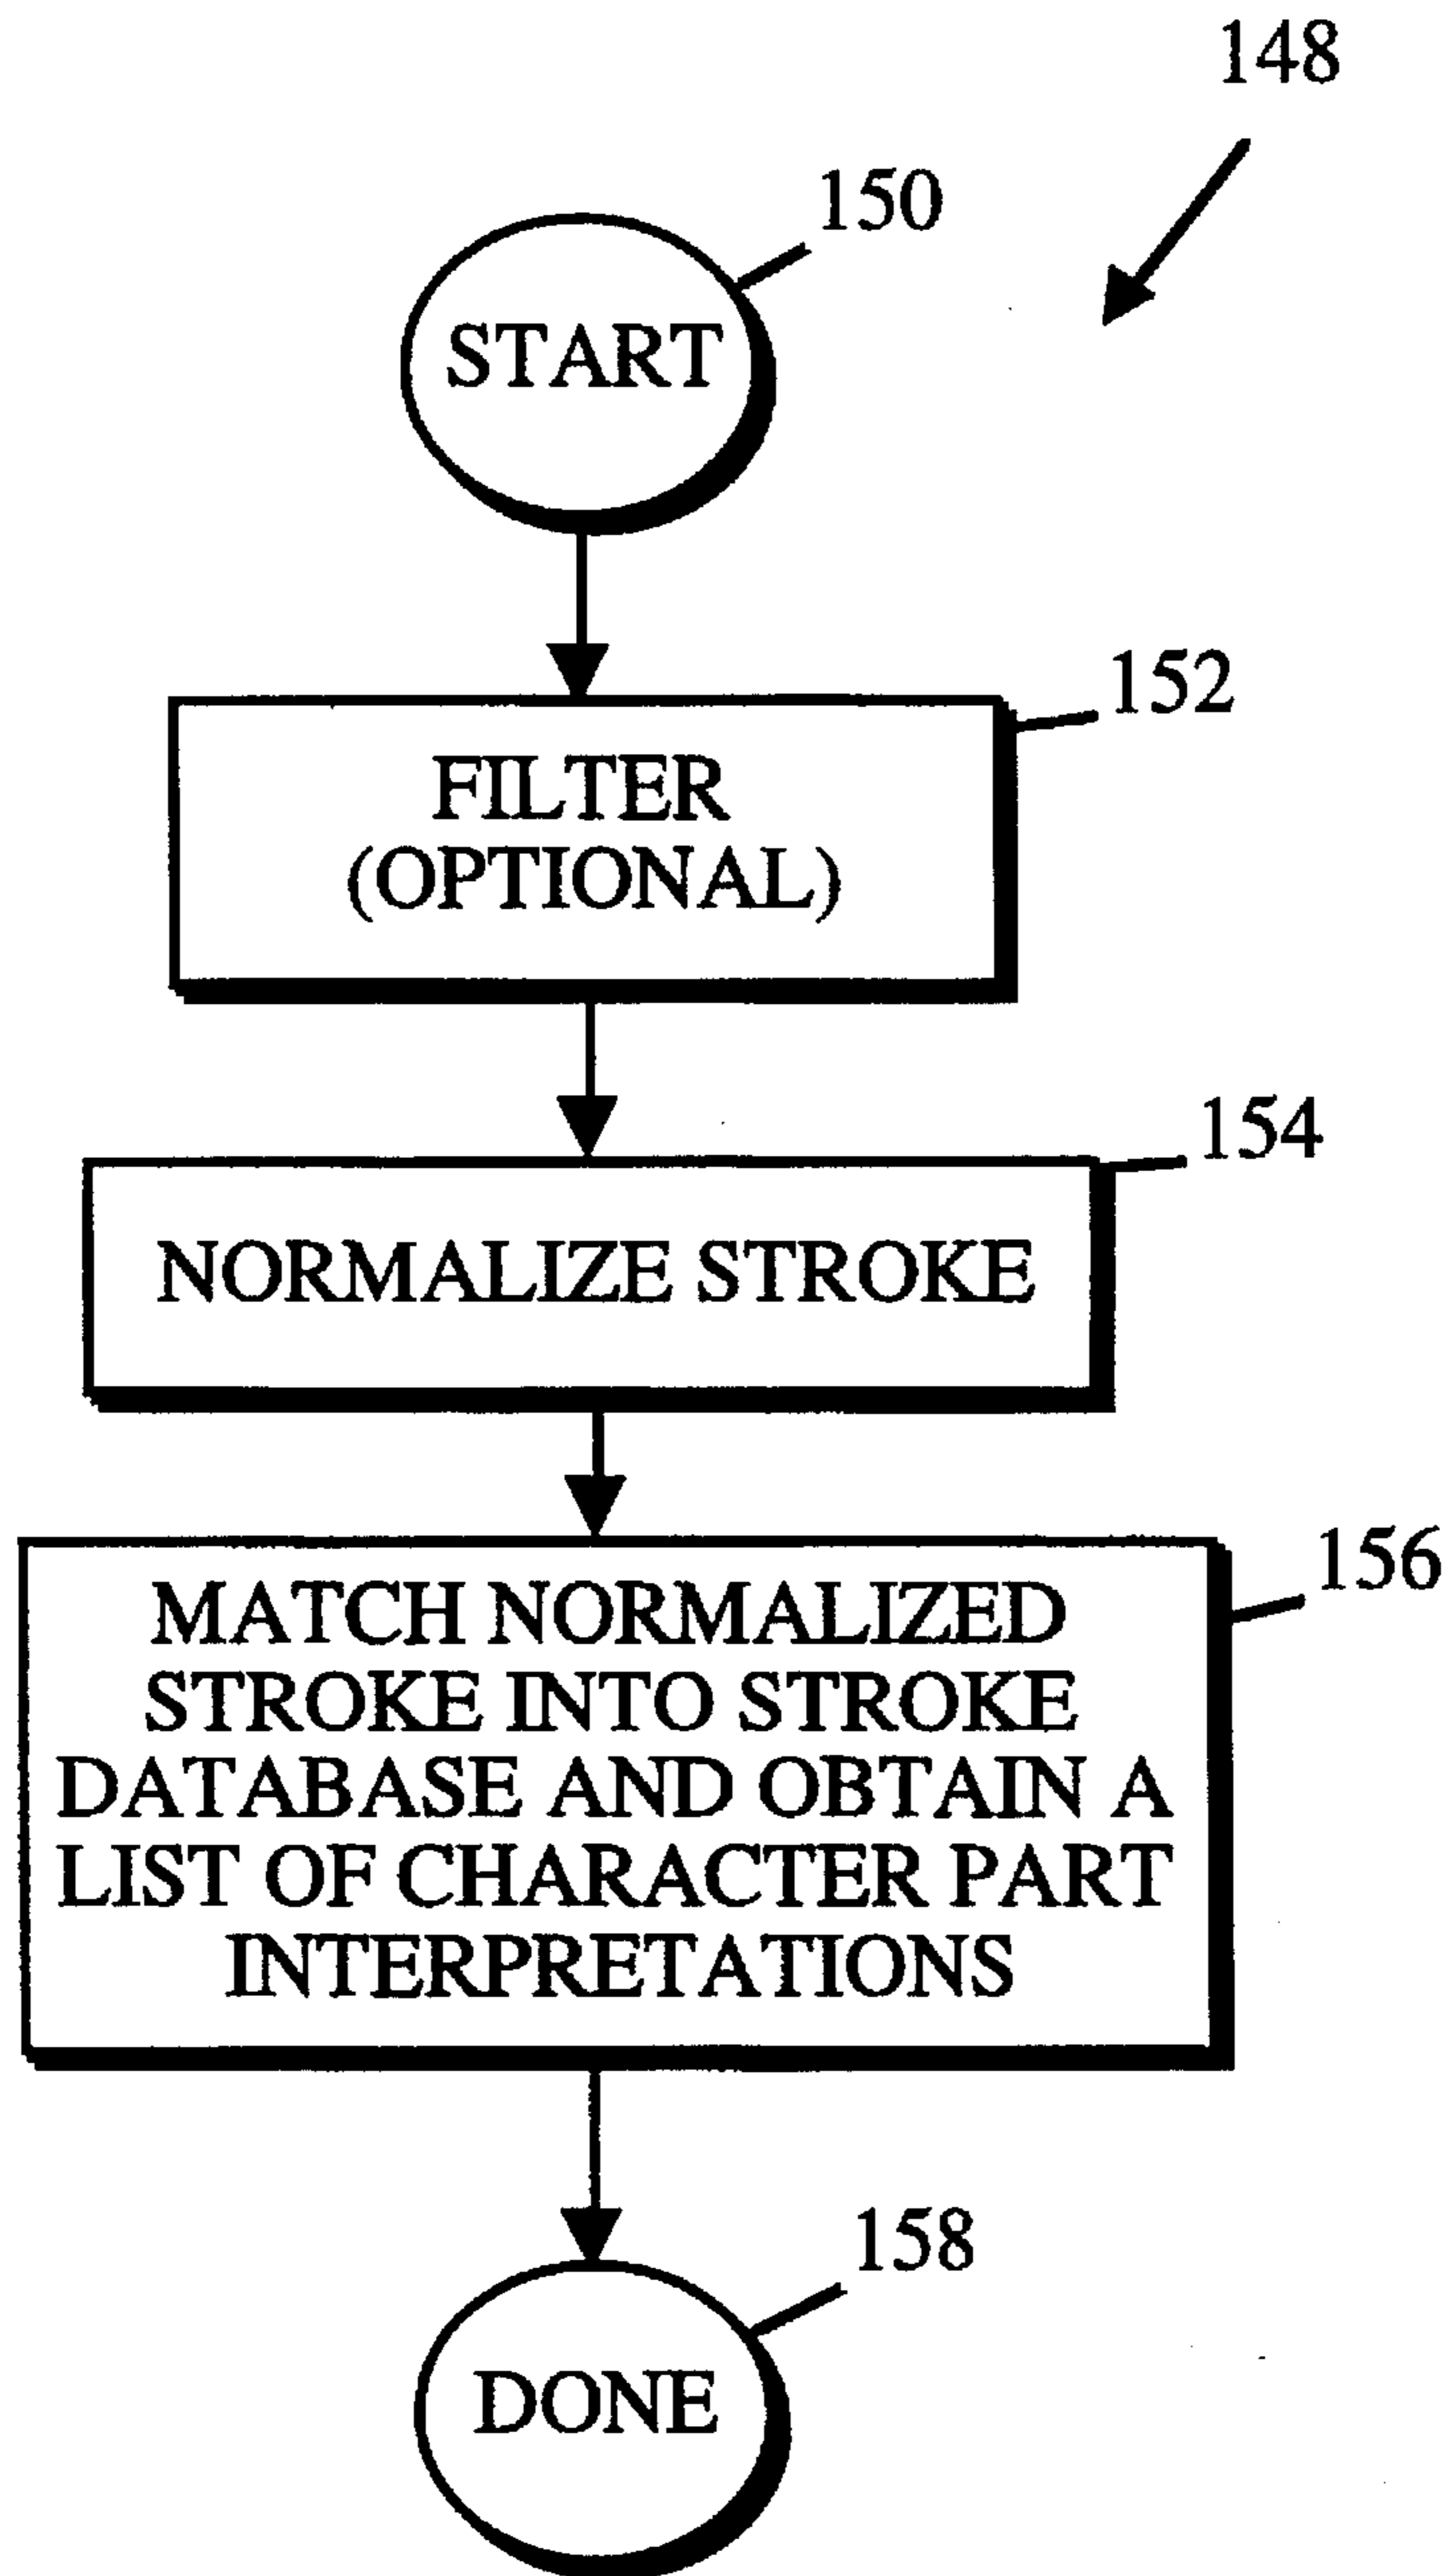 148
150
START
152
FILTER
(OPTIONAL)
154
NORMALIZE STROKE
156
MATCH NORMALIZED
STROKE INTO STROKE
DATABASE AND OBTAIN A
LIST OF CHARACTER PART
INTERPRETATIONS
158
DONE